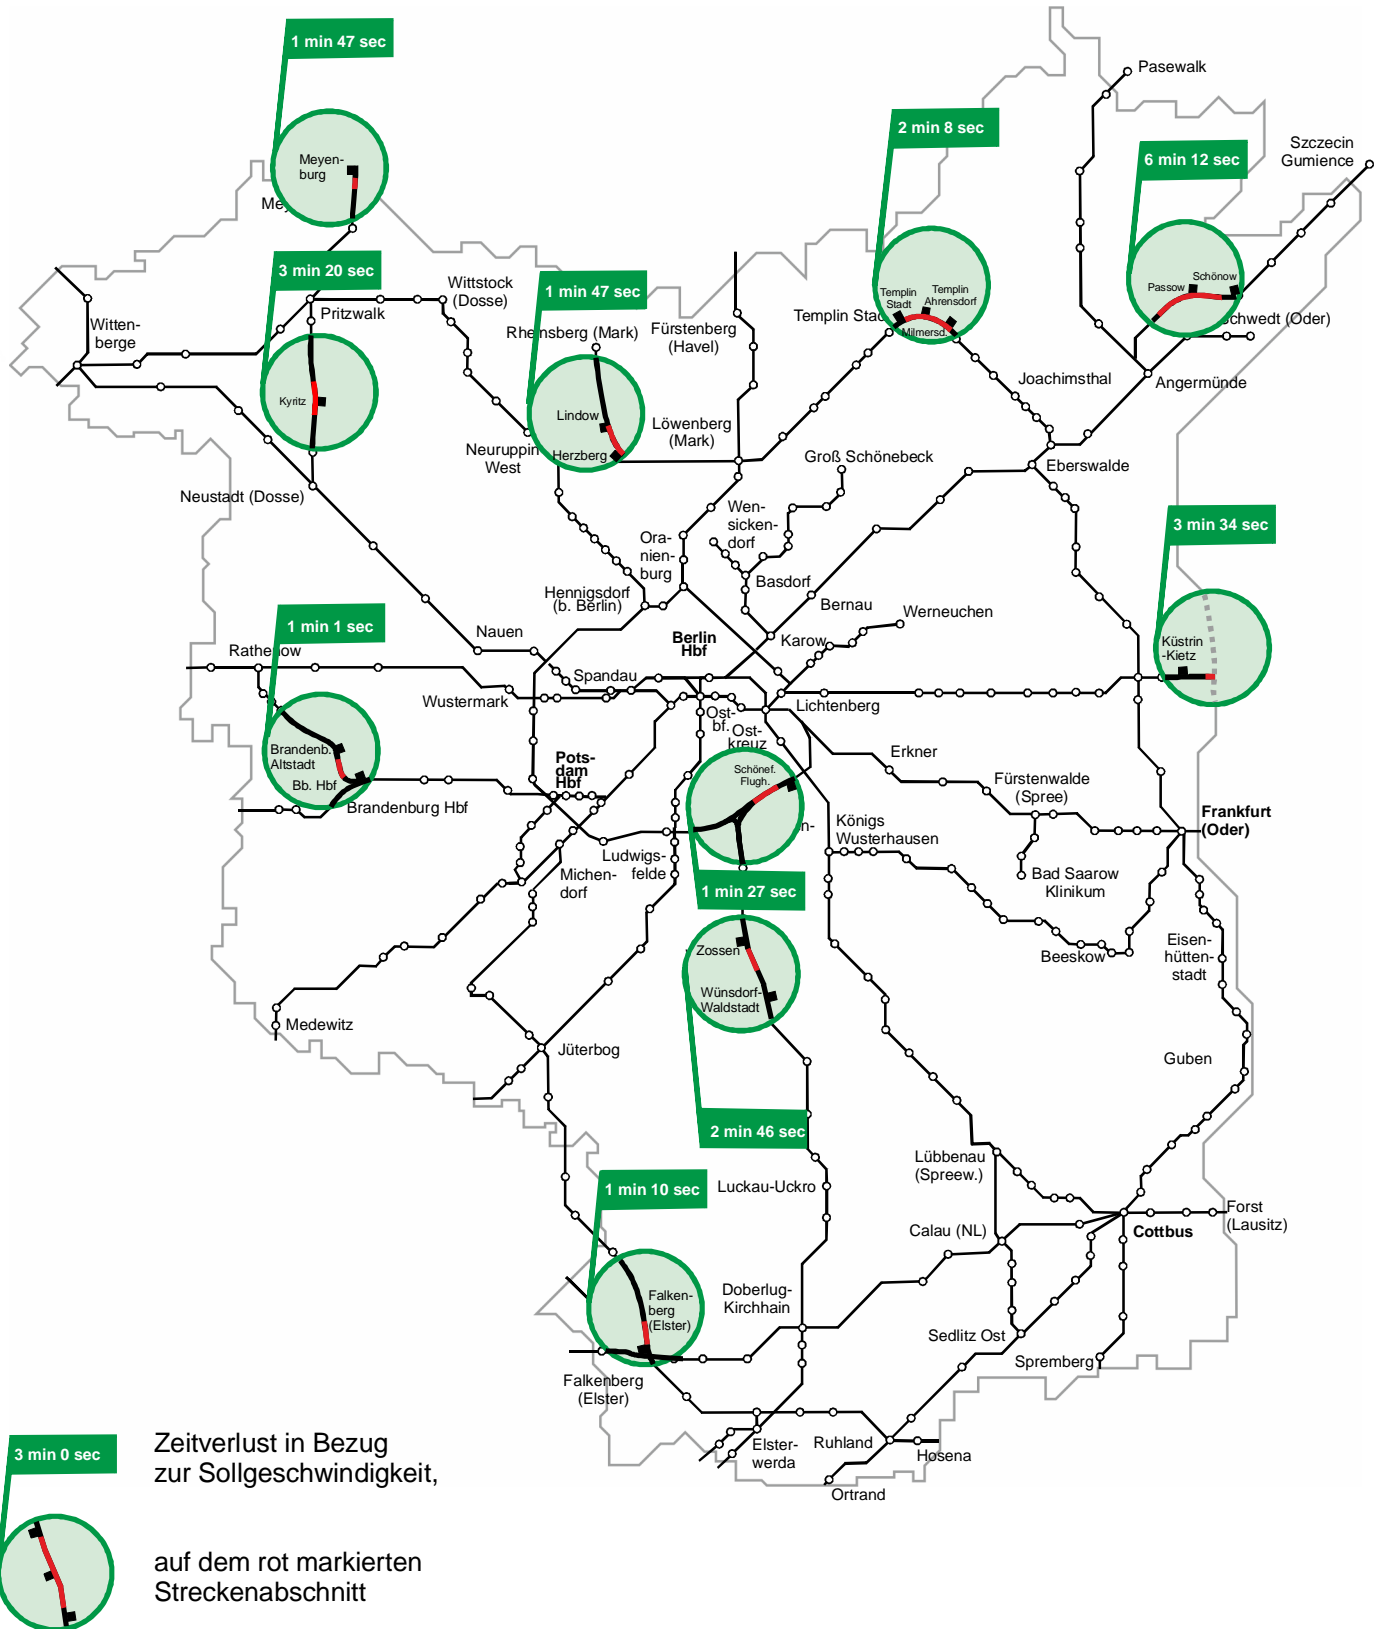 1 min 47 sec
Pasewalk
2 min 8 sec
Szczecin
Gumience
6 min 12 sec
Meyen-
burg
Mey
3 min 20 sec
Wittstock
(Dosse)
1 min 47 sec
Schönow
Passow
Templin
Stadt
Templin
Ahrensdorf
Milmersd.
Templin Stad
Pritzwalk
Witten-
berge
Rheinsberg (Mark)
Fürstenberg
(Havel)
Schwedt (Oder)
Joachimsthal
Angermünde
Kyritz
Lindow
Herzberg
Löwenberg
(Mark)
Neuruppin
West
Groß Schönebeck
Eberswalde
Neustadt (Dosse)
Wen-
sicken-
dorf
3 min 34 sec
Ora-
nien-
burg
Basdorf
Hennigsdorf
(b. Berlin)
Bernau
Werneuchen
1 min 1 sec
Nauen
Berlin
Hbf
Karow
Küstrin
-Kietz
Rathenow
Spandau
Wustermark
Lichtenberg
Ost-
bf.
Ost-
kreuz
Brandenb.
Altstadt
Bb. Hbf
Brandenburg Hbf
Pots-
dam
Hbf
Schönef.
Flugh.
Erkner
Fürstenwalde
(Spree)
Frankfurt
(Oder)
n-
Königs
Wusterhausen
Ludwigs-
felde
Michen-
dorf
1 min 27 sec
Bad Saarow
Klinikum
Zossen
Wünsdorf-
Waldstadt
Beeskow
Eisen-
hütten-
stadt
Medewitz
Jüterbog
Guben
2 min 46 sec
Lübbenau
(Spreew.)
1 min 10 sec
Luckau-Uckro
Forst
(Lausitz)
Calau (NL)
Cottbus
Falken-
berg
(Elster)
Doberlug-
Kirchhain
Sedlitz Ost
Spremberg
Falkenberg
(Elster)
Elster-
werda
Ruhland
Hosena
Ortrand
3 min 0 sec
Zeitverlust in Bezug
zur Sollgeschwindigkeit,
auf dem rot markierten
Streckenabschnitt